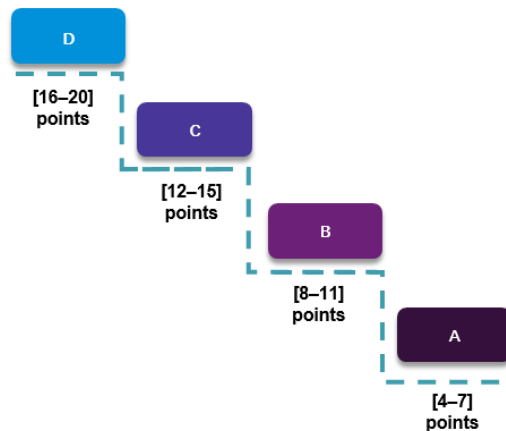 D
[16–20]
points
C
[12–15]
points
B
[8–11]
points
A
[4–7]
points